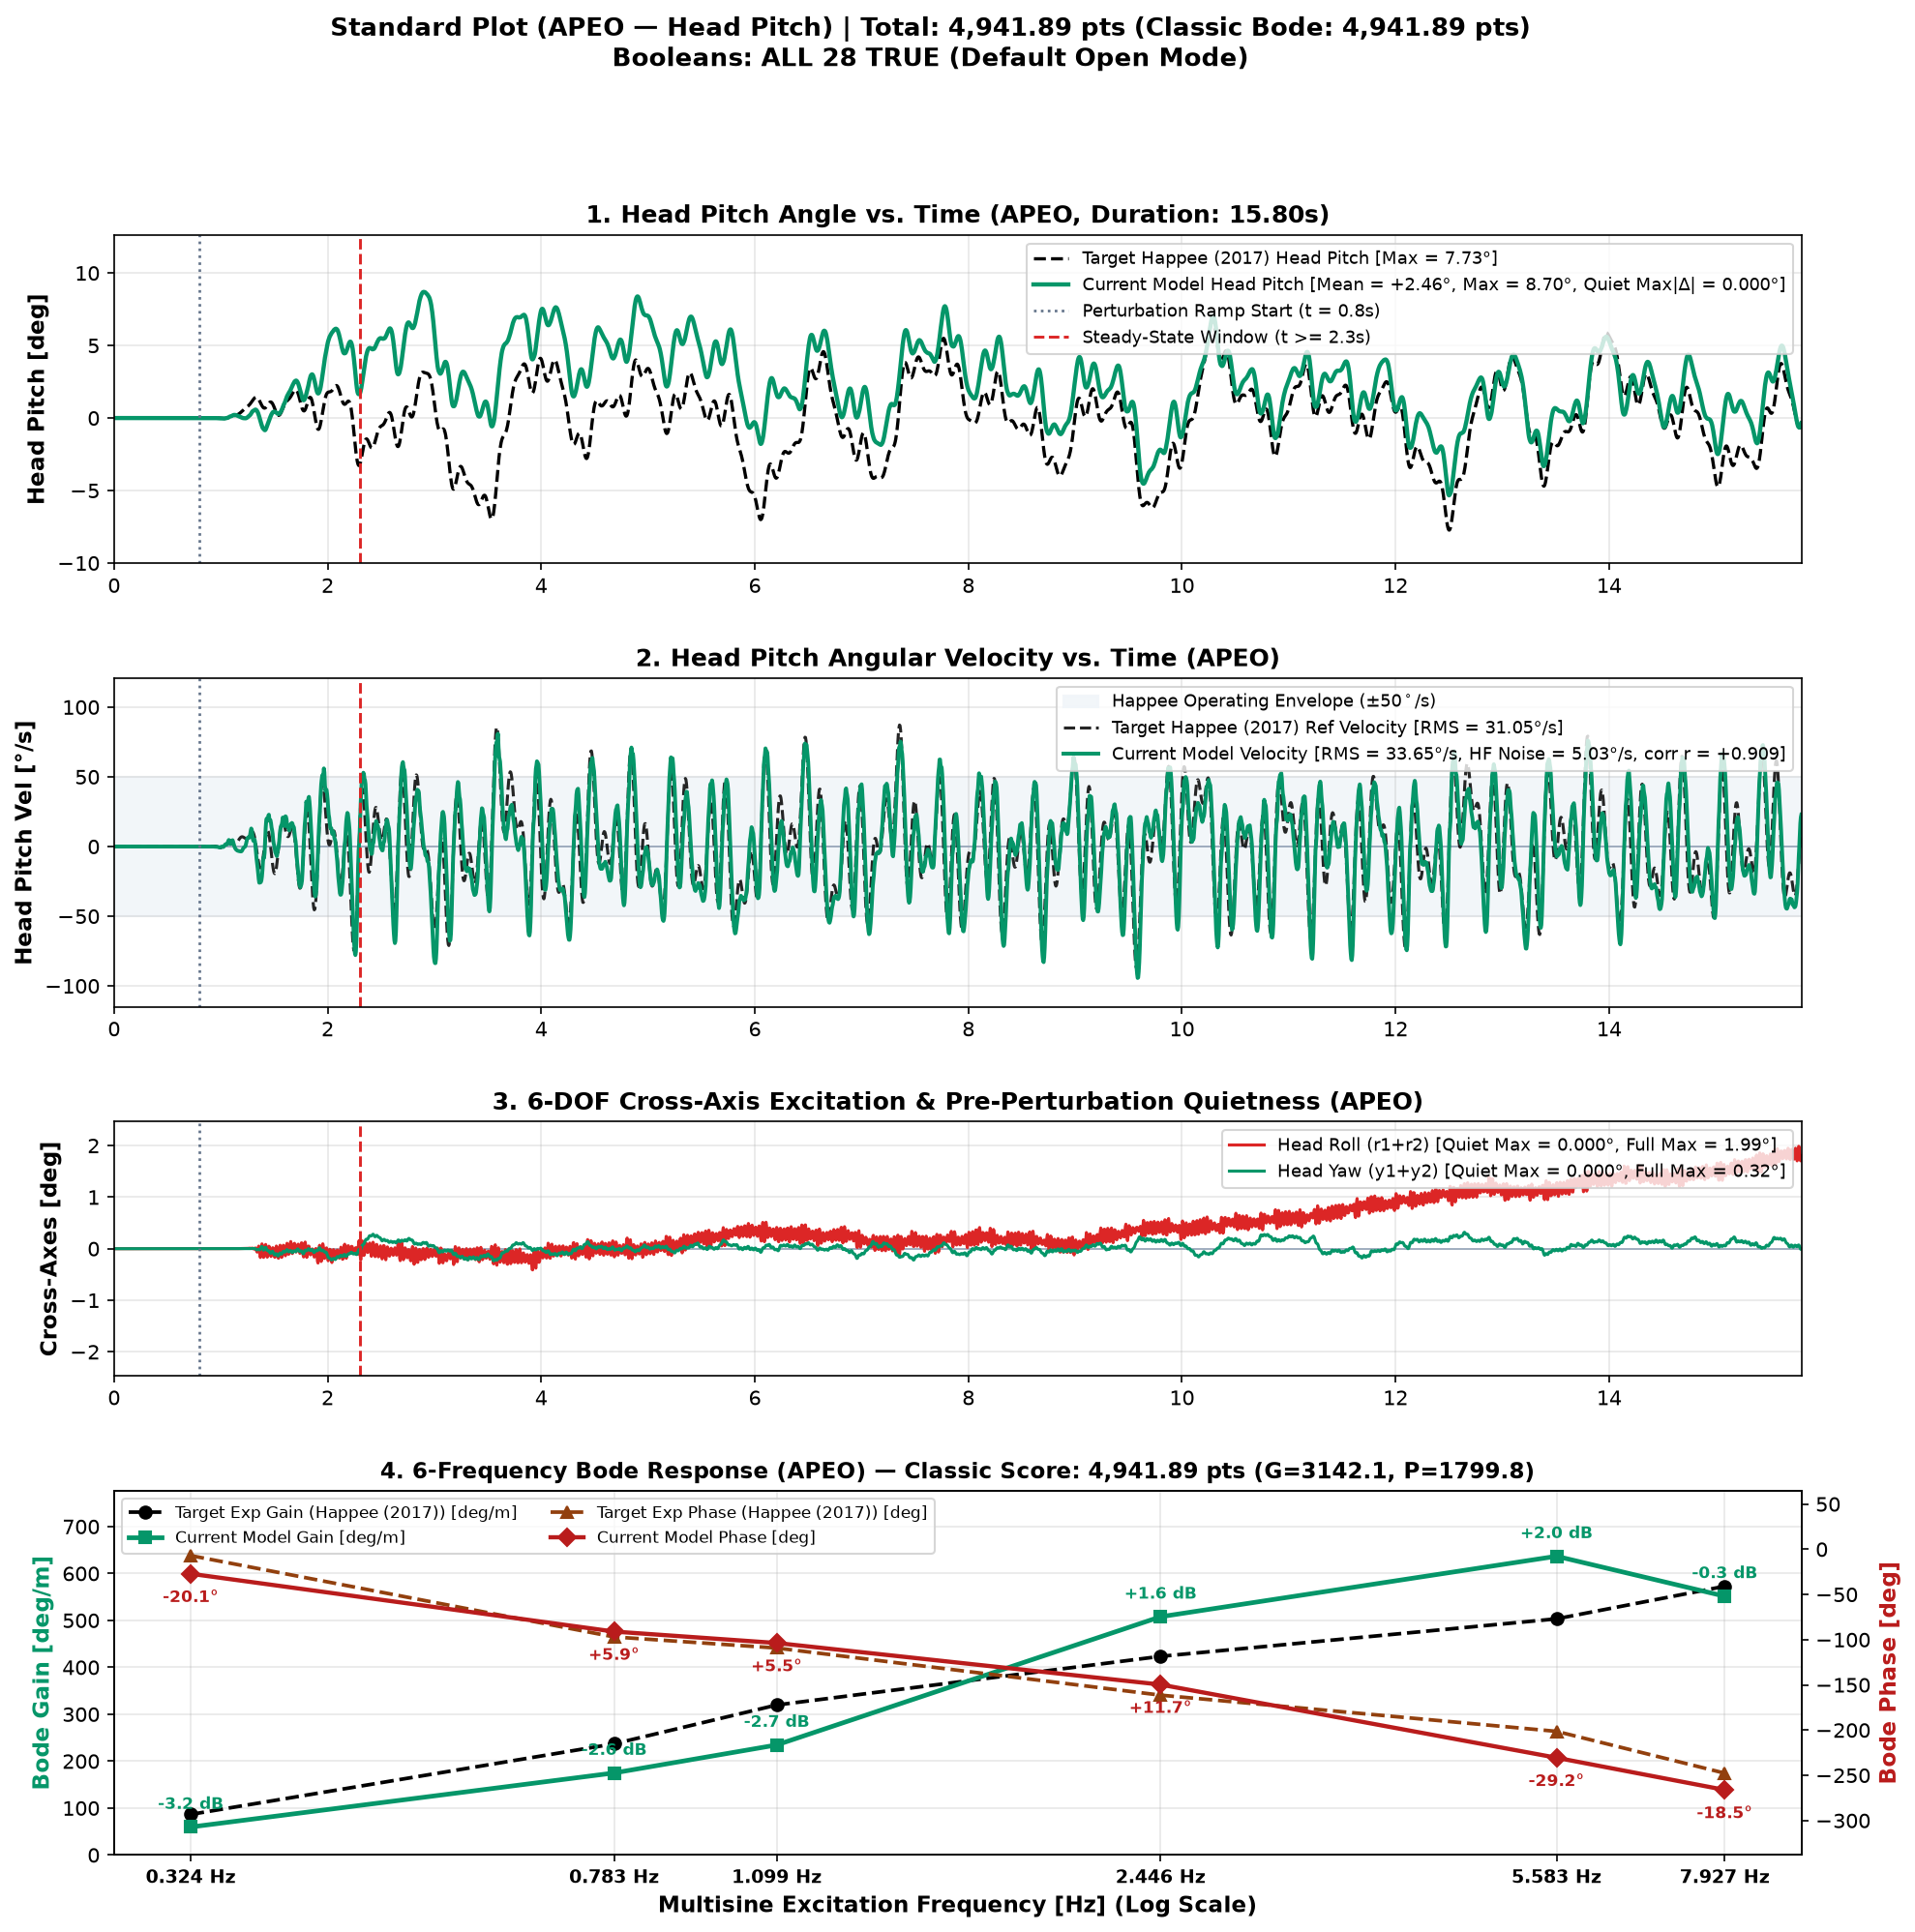 Standard Plot (APEO — Head Pitch) | Total: 4,941.89 pts (Classic Bode: 4,941.89 pts)
Booleans: ALL 28 TRUE (Default Open Mode)
1. Head Pitch Angle vs. Time (APEO, Duration: 15.80s)
Head Pitch [deg]
10
5
0
−5
−10
Target Happee (2017) Head Pitch [Max = 7.73°]
Current Model Head Pitch [Mean = +2.46°, Max = 8.70°, Quiet Max|Δ| = 0.000°]
Perturbation Ramp Start (t = 0.8s)
Steady-State Window (t >= 2.3s)
0 2 4 6 8 10 12 14
2. Head Pitch Angular Velocity vs. Time (APEO)
Head Pitch Vel [°/s]
100
50
0
−50
−100
Happee Operating Envelope (±50°/s)
Target Happee (2017) Ref Velocity [RMS = 31.05°/s]
Current Model Velocity [RMS = 33.65°/s, HF Noise = 5.03°/s, corr r = +0.909]
0 2 4 6 8 10 12 14
3. 6-DOF Cross-Axis Excitation & Pre-Perturbation Quietness (APEO)
Cross-Axes [deg]
2
1
0
−1
−2
Head Roll (r1+r2) [Quiet Max = 0.000°, Full Max = 1.99°]
Head Yaw (y1+y2) [Quiet Max = 0.000°, Full Max = 0.32°]
0 2 4 6 8 10 12 14
4. 6-Frequency Bode Response (APEO) — Classic Score: 4,941.89 pts (G=3142.1, P=1799.8)
Bode Gain [deg/m]
700
600
500
400
300
200
100
0
Target Exp Gain (Happee (2017)) [deg/m]
Current Model Gain [deg/m]
Target Exp Phase (Happee (2017)) [deg]
Current Model Phase [deg]
-3.2 dB
-2.6 dB
-2.7 dB
+1.6 dB
+2.0 dB
-0.3 dB
-20.1°
+5.9°
+5.5°
+11.7°
-29.2°
-18.5°
50
0
−50
−100
−150
−200
−250
−300
Bode Phase [deg]
0.324 Hz 0.783 Hz 1.099 Hz 2.446 Hz 5.583 Hz 7.927 Hz
Multisine Excitation Frequency [Hz] (Log Scale)